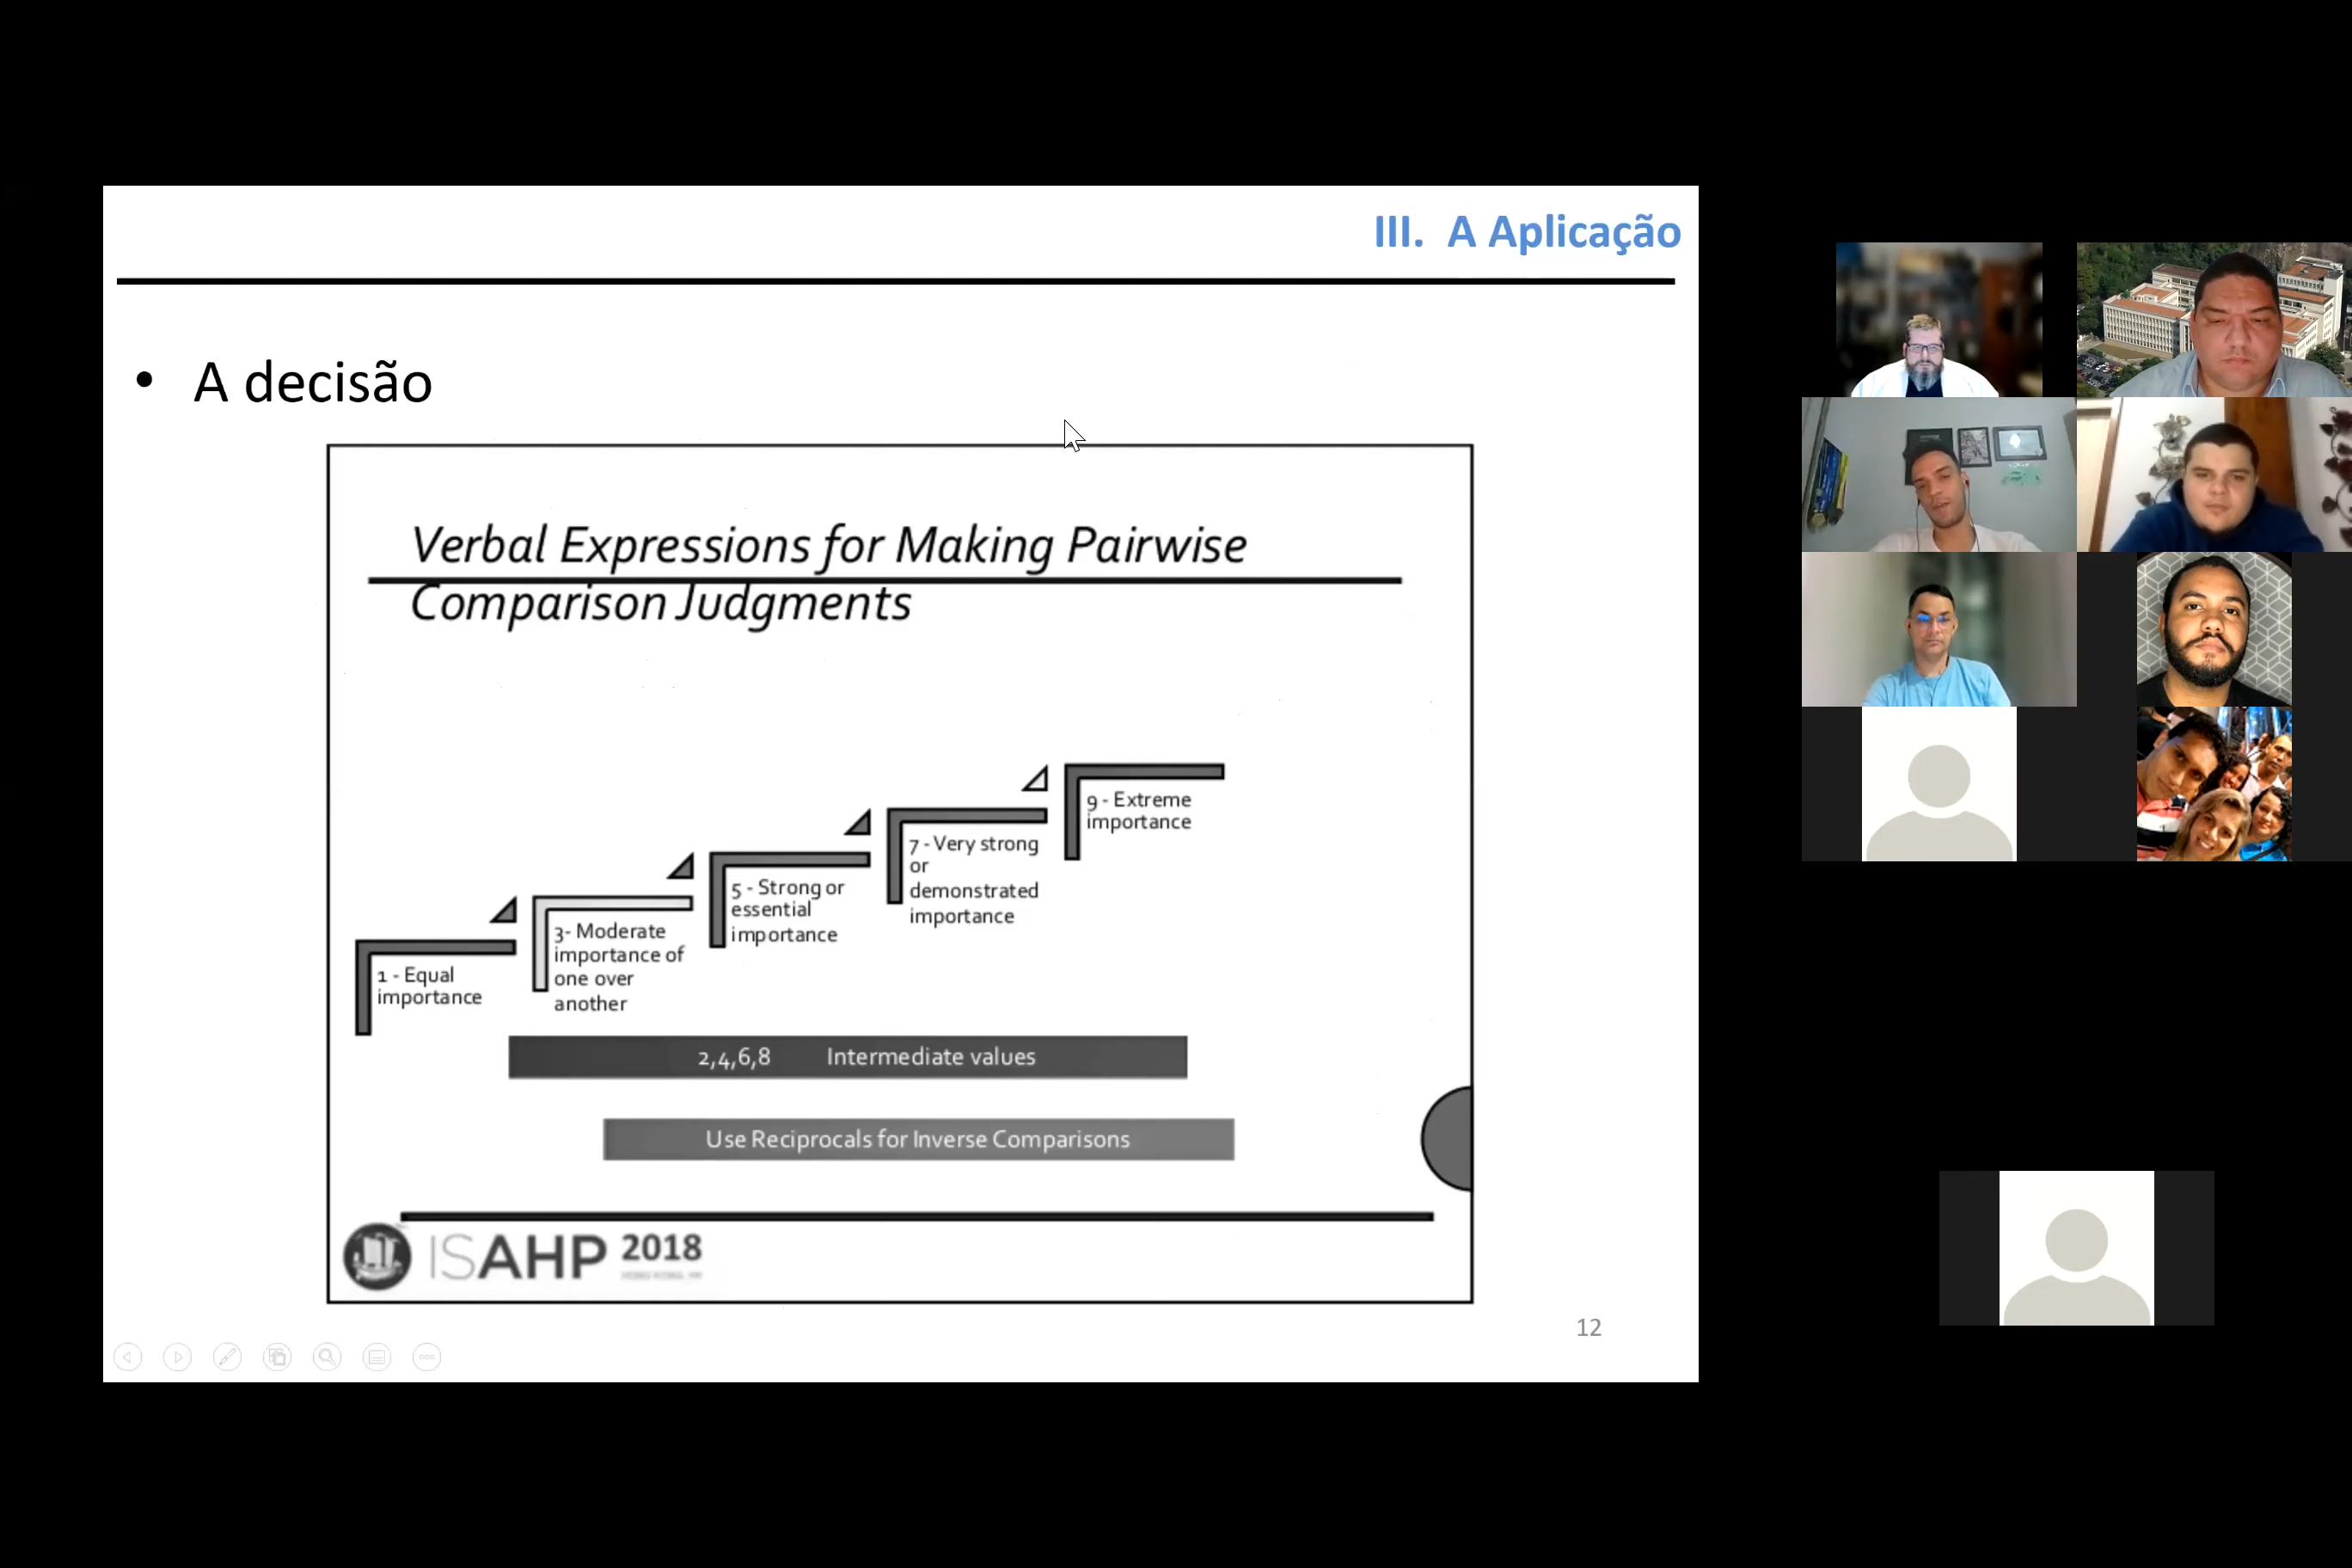 III. A Aplicação
• A decisão
Verbal Expressions for Making Pairwise
Comparison Judgments
9 - Extreme
importance
7 - Very strong
or
demonstrated
importance
5 - Strong or
essential
importance
3- Moderate
importance of
one over
another
1 - Equal
importance
2,4,6,8 Intermediate values
Use Reciprocals for Inverse Comparisons
ISAHP 2018
12